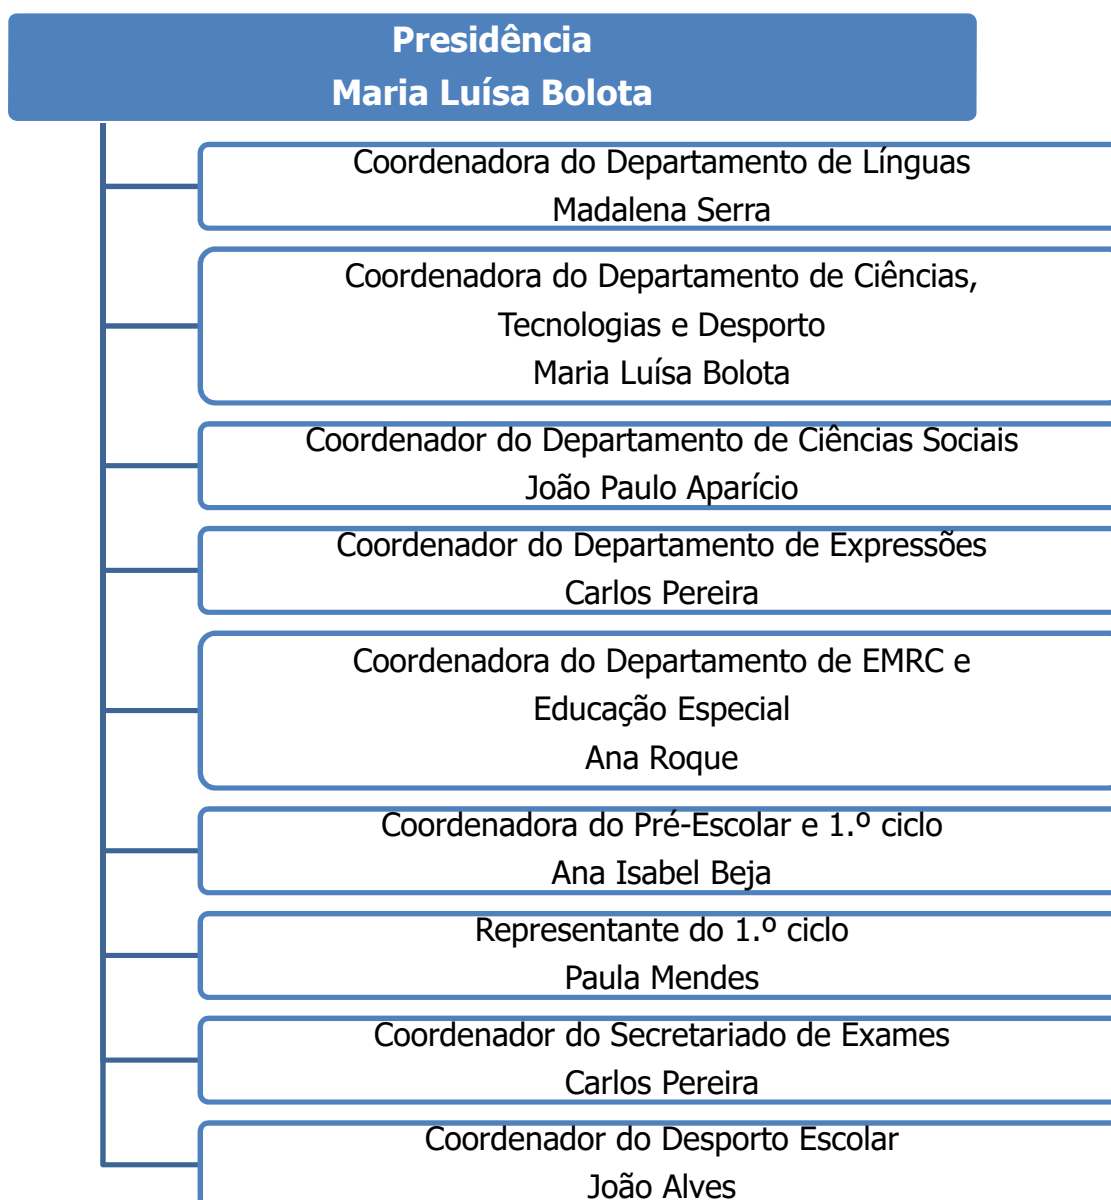 Presidência
Maria Luísa Bolota
Coordenadora do Departamento de Línguas
Madalena Serra
Coordenadora do Departamento de Ciências,
Tecnologias e Desporto
Maria Luísa Bolota
Coordenador do Departamento de Ciências Sociais
João Paulo Aparício
Coordenador do Departamento de Expressões
Carlos Pereira
Coordenadora do Departamento de EMRC e
Educação Especial
Ana Roque
Coordenadora do Pré-Escolar e 1.º ciclo
Ana Isabel Beja
Representante do 1.º ciclo
Paula Mendes
Coordenador do Secretariado de Exames
Carlos Pereira
Coordenador do Desporto Escolar
João Alves